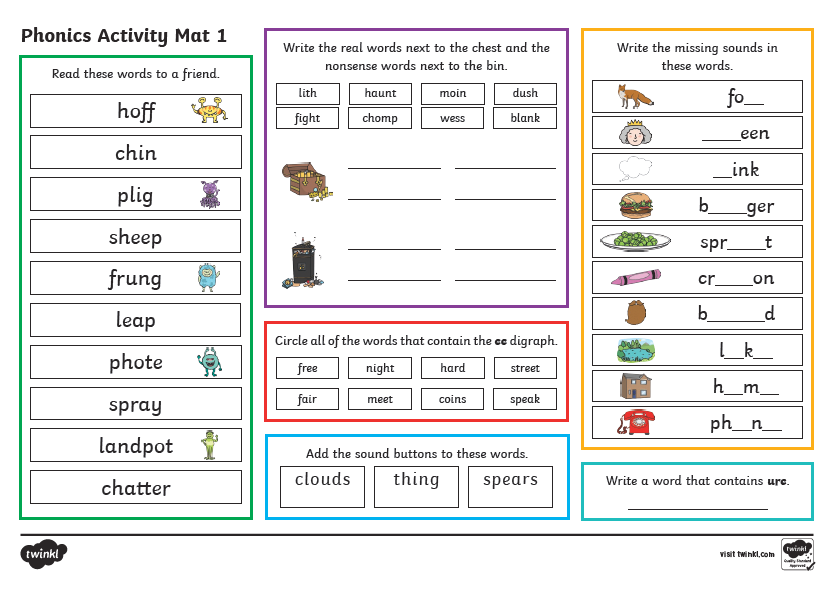 Phonics Activity Mat 1
Read these words to a friend.
hoff
chin
plig
sheep
frung
leap
phote
spray
landpot
chatter
Write the real words next to the chest and the
nonsense words next to the bin.
lith haunt moin dush
fight chomp wess blank
Circle all of the words that contain the ee digraph.
free night hard street
fair meet coins speak
Add the sound buttons to these words.
clouds thing spears
Write the missing sounds in
these words.
fo__
____een
__ink
b____ger
spr____t
cr____on
b______d
l__k__
h__m__
ph__n__
Write a word that contains ure.
twinkl
visit twinkl.com
twinkl
Quality Standard
Approved